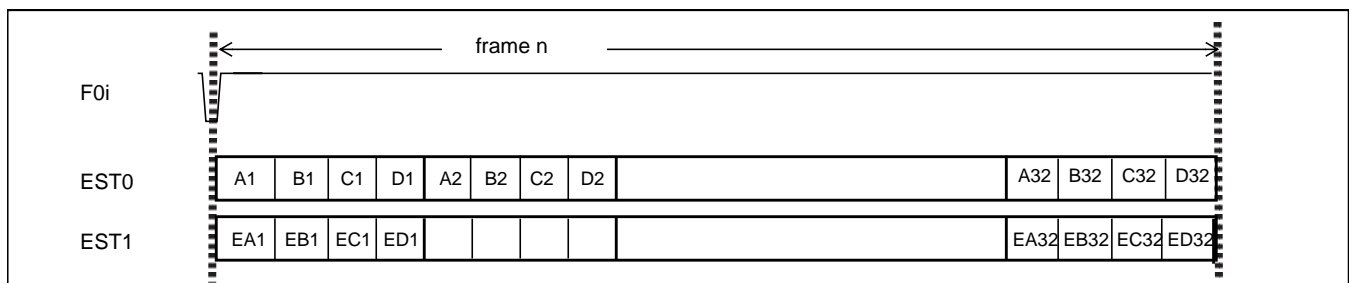 frame n
F0i
EST0 A1 B1 C1 D1 A2 B2 C2 D2 A32 B32 C32 D32
EST1 EA1 EB1 EC1 ED1 EA32 EB32 EC32 ED32